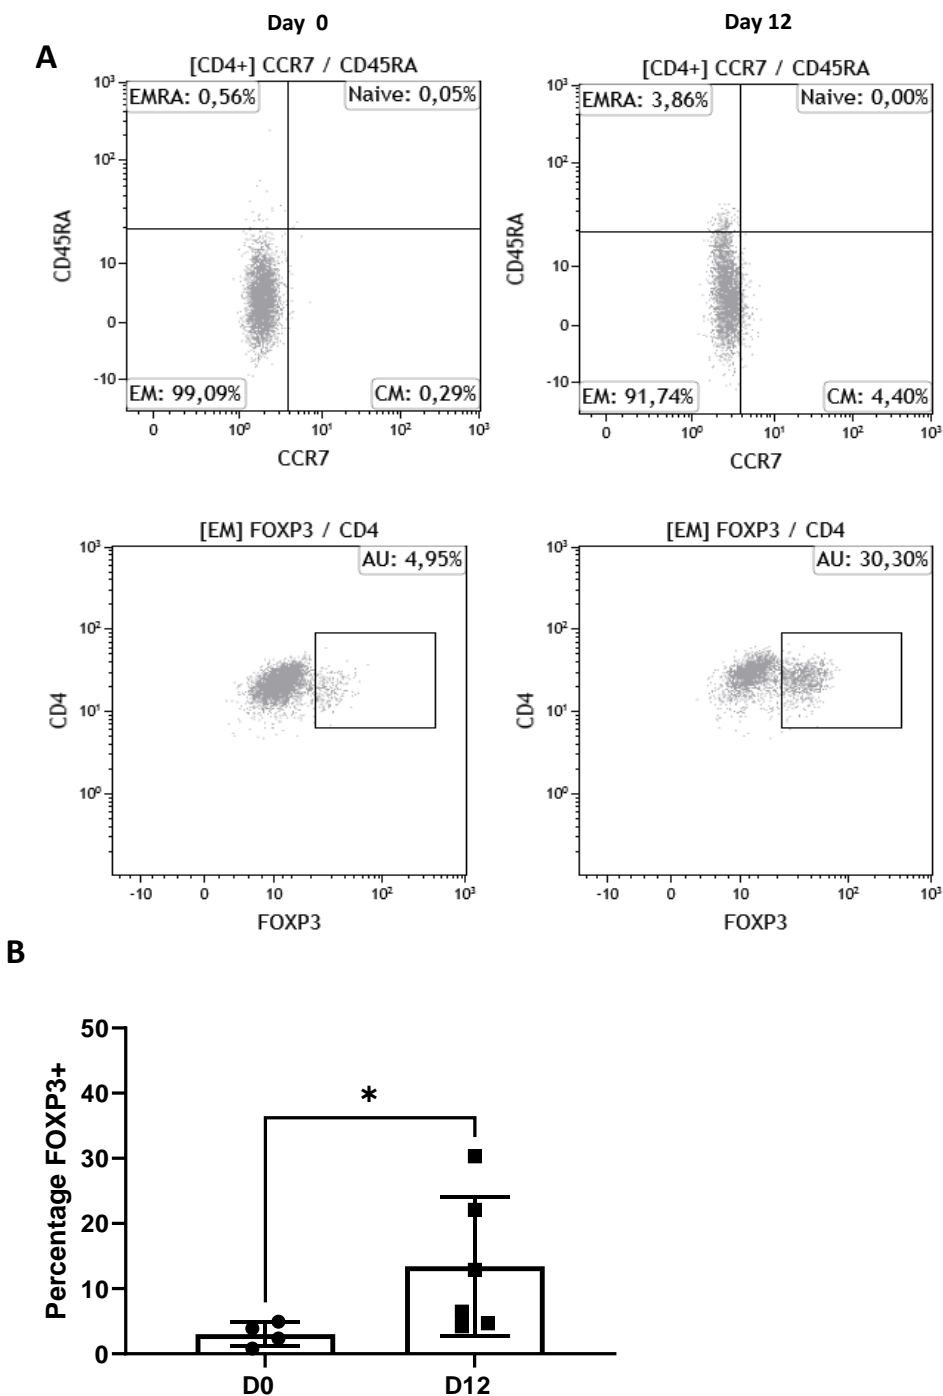 Day 0
Day 12
A
[CD4+] CCR7 / CD45RA
EMRA: 0,56%
Naive: 0,05%
10³
10²
10
0
-10
CD45RA
EM: 99,09%
CM: 0,29%
0
10⁰
10¹
10²
10³
CCR7
[CD4+] CCR7 / CD45RA
EMRA: 3,86%
Naive: 0,00%
10³
10²
10
0
-10
CD45RA
EM: 91,74%
CM: 4,40%
0
10⁰
10¹
10²
10³
CCR7
[EM] FOXP3 / CD4
AU: 4,95%
10³
10²
10¹
10⁰
CD4
-10
0
10
10²
10³
FOXP3
[EM] FOXP3 / CD4
AU: 30,30%
10³
10²
10¹
10⁰
CD4
-10
0
10
10²
10³
FOXP3
B
Percentage FOXP3+
50
40
30
20
10
0
*
D0
D12